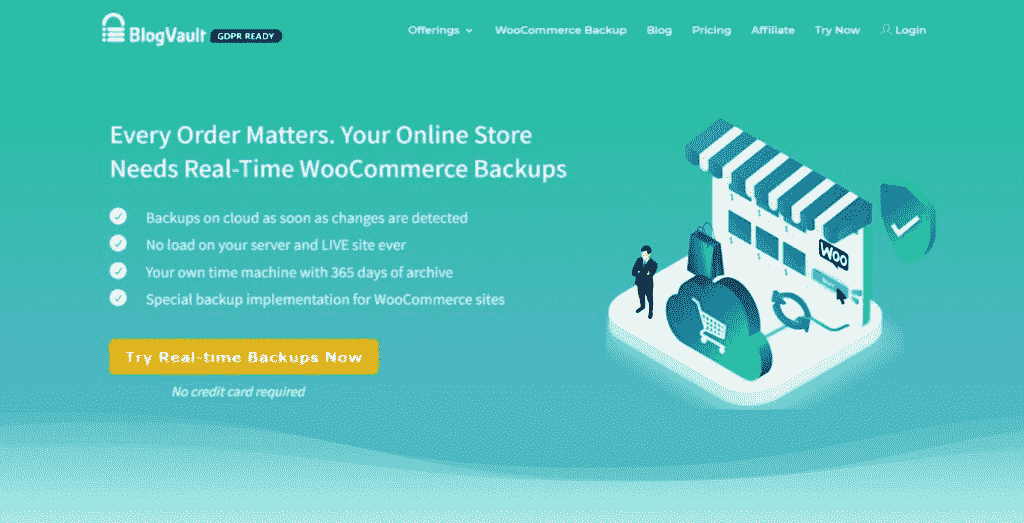 BlogVault GDPR READY
Offerings WooCommerce Backup Blog Pricing Affiliate Try Now Login
Every Order Matters. Your Online Store
Needs Real-Time WooCommerce Backups
Backups on cloud as soon as changes are detected
No load on your server and LIVE site ever
Your own time machine with 365 days of archive
Special backup implementation for WooCommerce sites
Try Real-time Backups Now
No credit card required
$ $
$ $ $
WOO